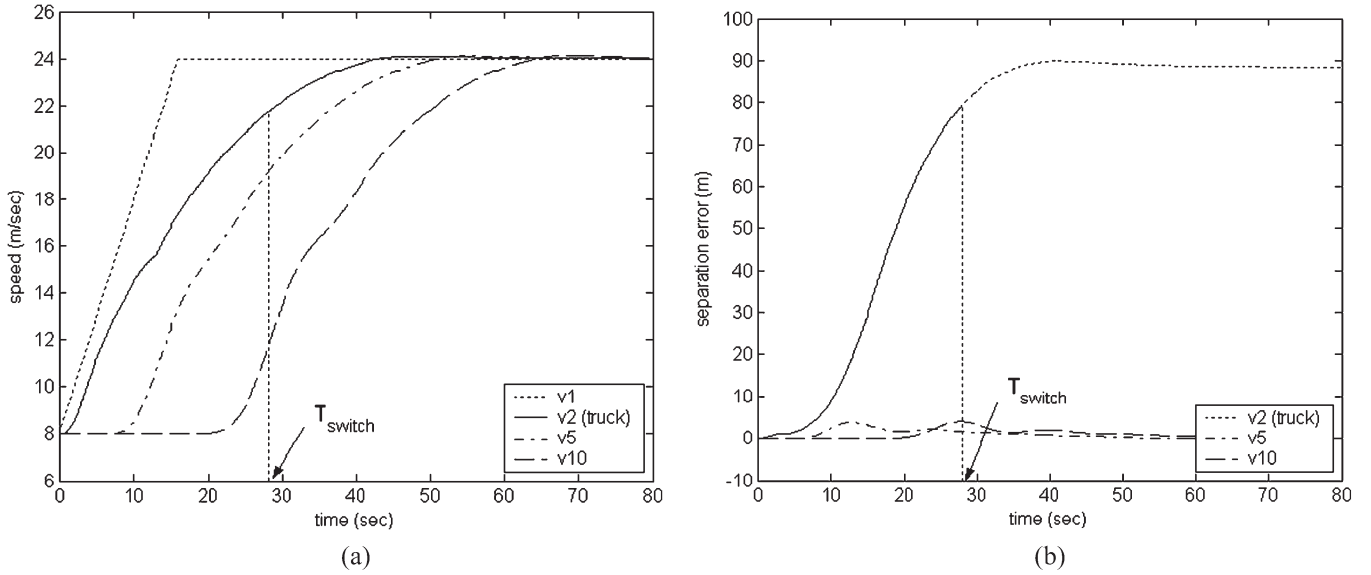 26
24
22
20
18
16
14
12
10
8
6
speed (m/sec)
0
10
20
30
40
50
60
70
80
time (sec)
T switch
v1
v2 (truck)
v5
v10
(a)
100
90
80
70
60
50
40
30
20
10
0
-10
separation error (m)
0
10
20
30
40
50
60
70
80
time (sec)
T switch
v2 (truck)
v5
v10
(b)